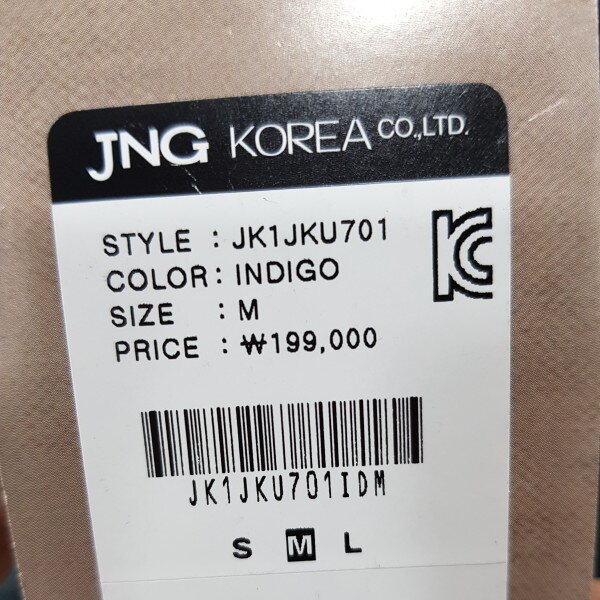 JNG KOREA CO.,LTD.
STYLE : JK1JKU701
COLOR : INDIGO
SIZE : M
PRICE : ₩199,000
JK1JKU701IDM
S M L